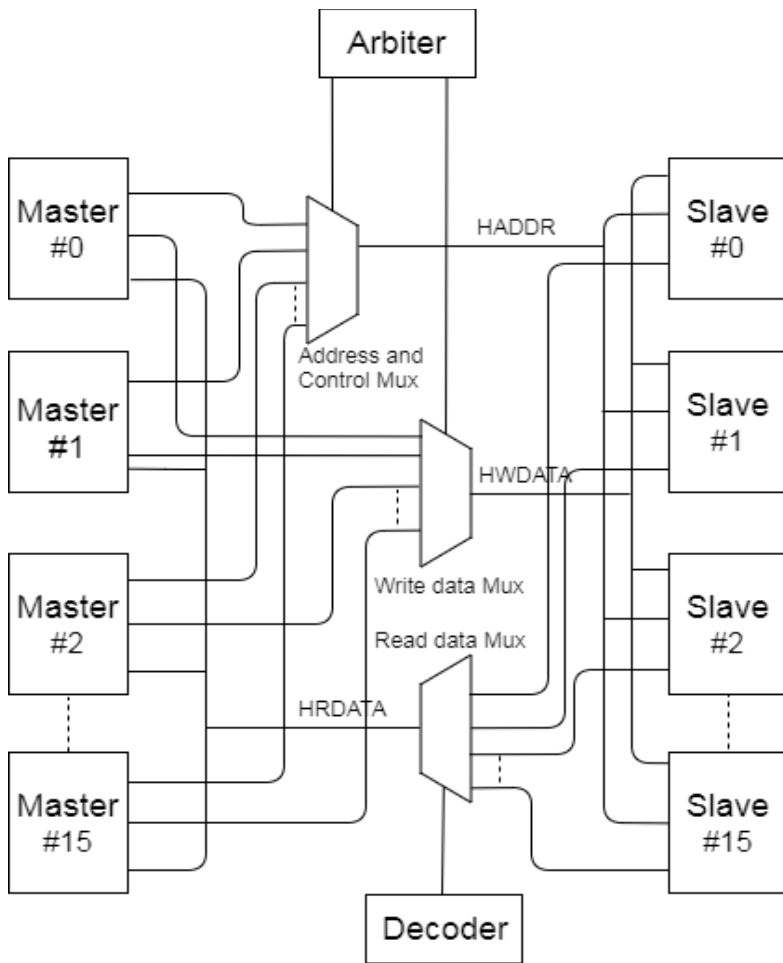 Arbiter
Master
#0
HADDR
Slave
#0
Address and
Control Mux
Master
#1
Slave
#1
HWDATA
Write data Mux
Master
#2
Read data Mux
Slave
#2
HRDATA
Master
#15
Slave
#15
Decoder